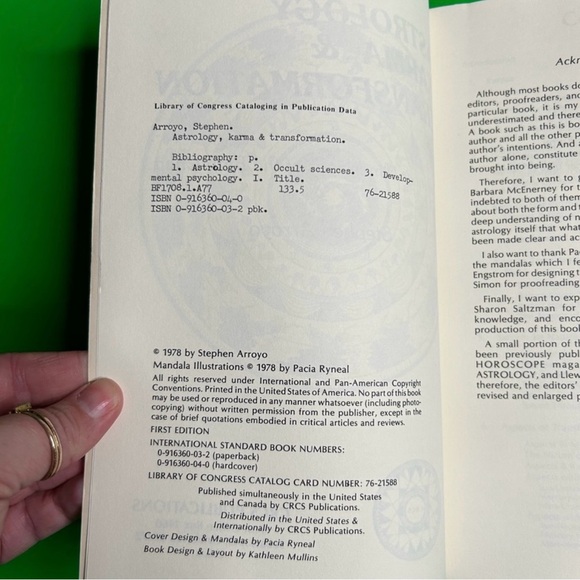 Library of Congress Cataloging in Publication Data
Arroyo, Stephen.
Astrology, karma & transformation.
Bibliography: p.
1. Astrology. 2. Occult sciences. 3. Develop-
mental psychology. I. Title.
BF1708.1.A77 133.5 76-21588
ISBN 0-916360-04-0
ISBN 0-916360-03-2 pbk.
© 1978 by Stephen Arroyo
Mandala Illustrations © 1978 by Pacia Ryneal
All rights reserved under International and Pan-American Copyright
Conventions. Printed in the United States of America. No part of this book
may be used or reproduced in any manner whatsoever (including photo-
copying) without written permission from the publisher, except in the
case of brief quotations embodied in critical articles and reviews.
FIRST EDITION
INTERNATIONAL STANDARD BOOK NUMBERS:
0-916360-03-2 (paperback)
0-916360-04-0 (hardcover)
LIBRARY OF CONGRESS CATALOG CARD NUMBER: 76-21588
Published simultaneously in the United States
and Canada by CRCS Publications.
Distributed in the United States &
Internationally by CRCS Publications.
Cover Design & Mandalas by Pacia Ryneal
Book Design & Layout by Kathleen Mullins
Ackn
Although most books do
editors, proofreaders, and
particular book, it is my
underestimated and there
A book such as this is bo
author and all the other p
author's intentions. And a
author alone, constitute
brought into being.
Therefore, I want to
Barbara McEnerney for t
indebted to both of them
about both the form and t
deep understanding of n
astrology itself that what
been made clear and ac
I also want to thank Pa
the mandalas which I fe
Engstrom for designing t
Simon for proofreading
Finally, I want to exp
Sharon Saltzman for
knowledge, and enco
production of this book
A small portion of th
been previously publ
HOROSCOPE maga
ASTROLOGY, and Llew
therefore, the editors'
revised and enlarged p